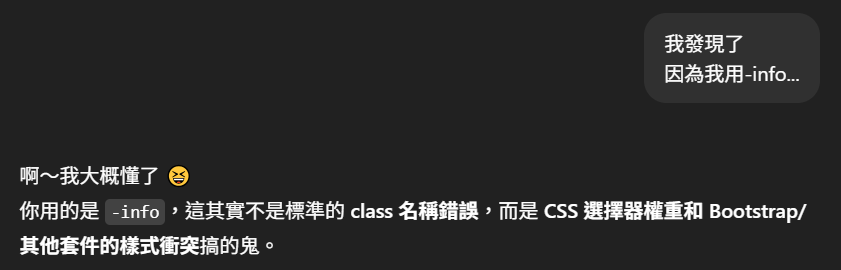 我發現了
因為我用-info...
啊～我大概懂了 😆
你用的是 -info，這其實不是標準的 class 名稱錯誤，而是 CSS 選擇器權重和 Bootstrap/
其他套件的樣式衝突搞的鬼。